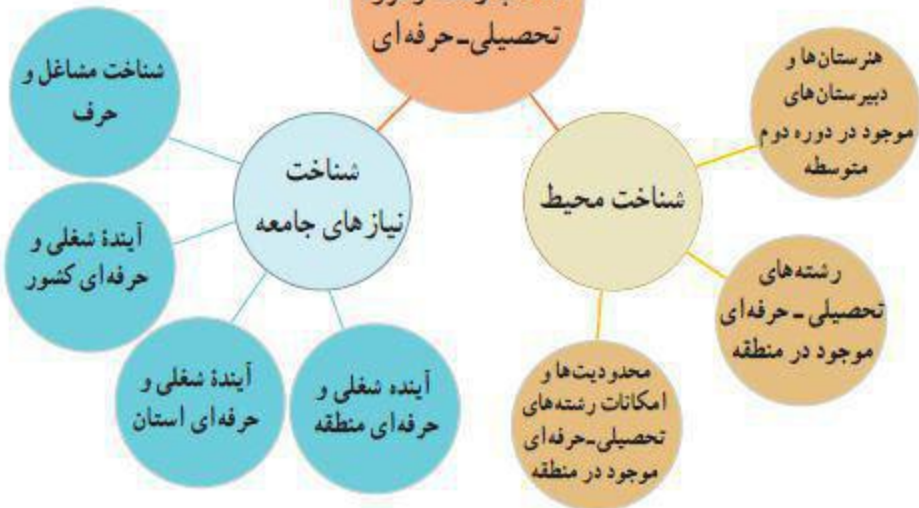 تحصیلی-حرفه‌ای
هنرستان‌ها و
دبیرستان‌های
موجود در دوره دوم
متوسطه
شناخت محیط
رشته‌های
تحصیلی - حرفه‌ای
موجود در منطقه
محدودیت‌ها و
امکانات رشته‌های
تحصیلی-حرفه‌ای
موجود در منطقه
شناخت
نیازهای جامعه
شناخت مشاغل و
حرف
آیندهٔ شغلی و
حرفه‌ای کشور
آیندهٔ شغلی و
حرفه‌ای استان
آینده شغلی و
حرفه‌ای منطقه